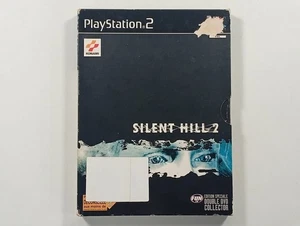 PlayStation 2
KONAMI
SILENT HILL 2
EDITION SPECIALE
DOUBLE DVD
COLLECTOR